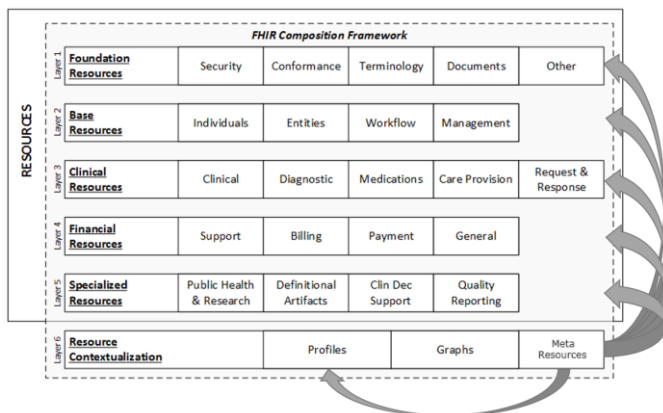 FHIR Composition Framework
RESOURCES
Layer 1
Foundation
Resources
Security
Conformance
Terminology
Documents
Other
Layer 2
Base
Resources
Individuals
Entities
Workflow
Management
Layer 3
Clinical
Resources
Clinical
Diagnostic
Medications
Care Provision
Request &
Response
Layer 4
Financial
Resources
Support
Billing
Payment
General
Layer 5
Specialized
Resources
Public Health
& Research
Definitional
Artifacts
Clin Dec
Support
Quality
Reporting
Layer 6
Resource
Contextualization
Profiles
Graphs
Meta
Resources